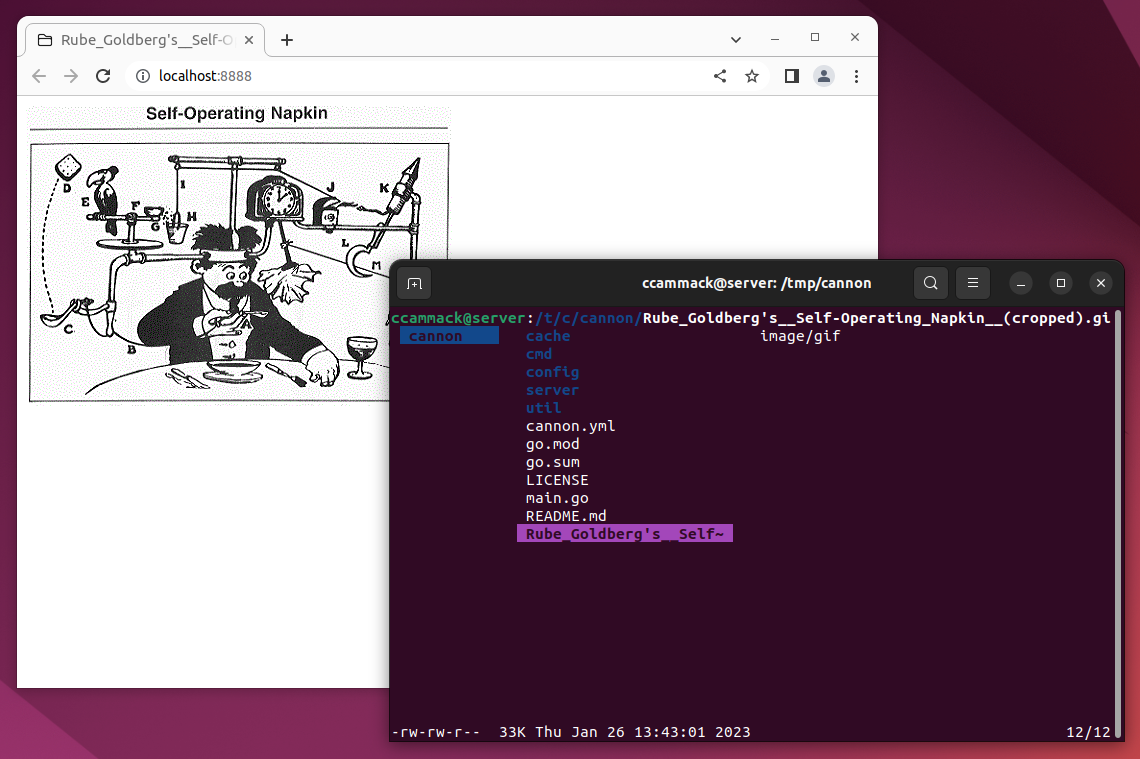 Rube_Goldberg's__Self-O
localhost:8888
Self-Operating Napkin
D
E
F
G
H
I
J
K
L
M
A
B
C
ccammack@server: /tmp/cannon
ccammack@server:/t/c/cannon/Rube_Goldberg's__Self-Operating_Napkin__(cropped).gi
cannon cache image/gif
cmd
config
server
util
cannon.yml
go.mod
go.sum
LICENSE
main.go
README.md
Rube_Goldberg's__Self~
-rw-rw-r-- 33K Thu Jan 26 13:43:01 2023 12/12